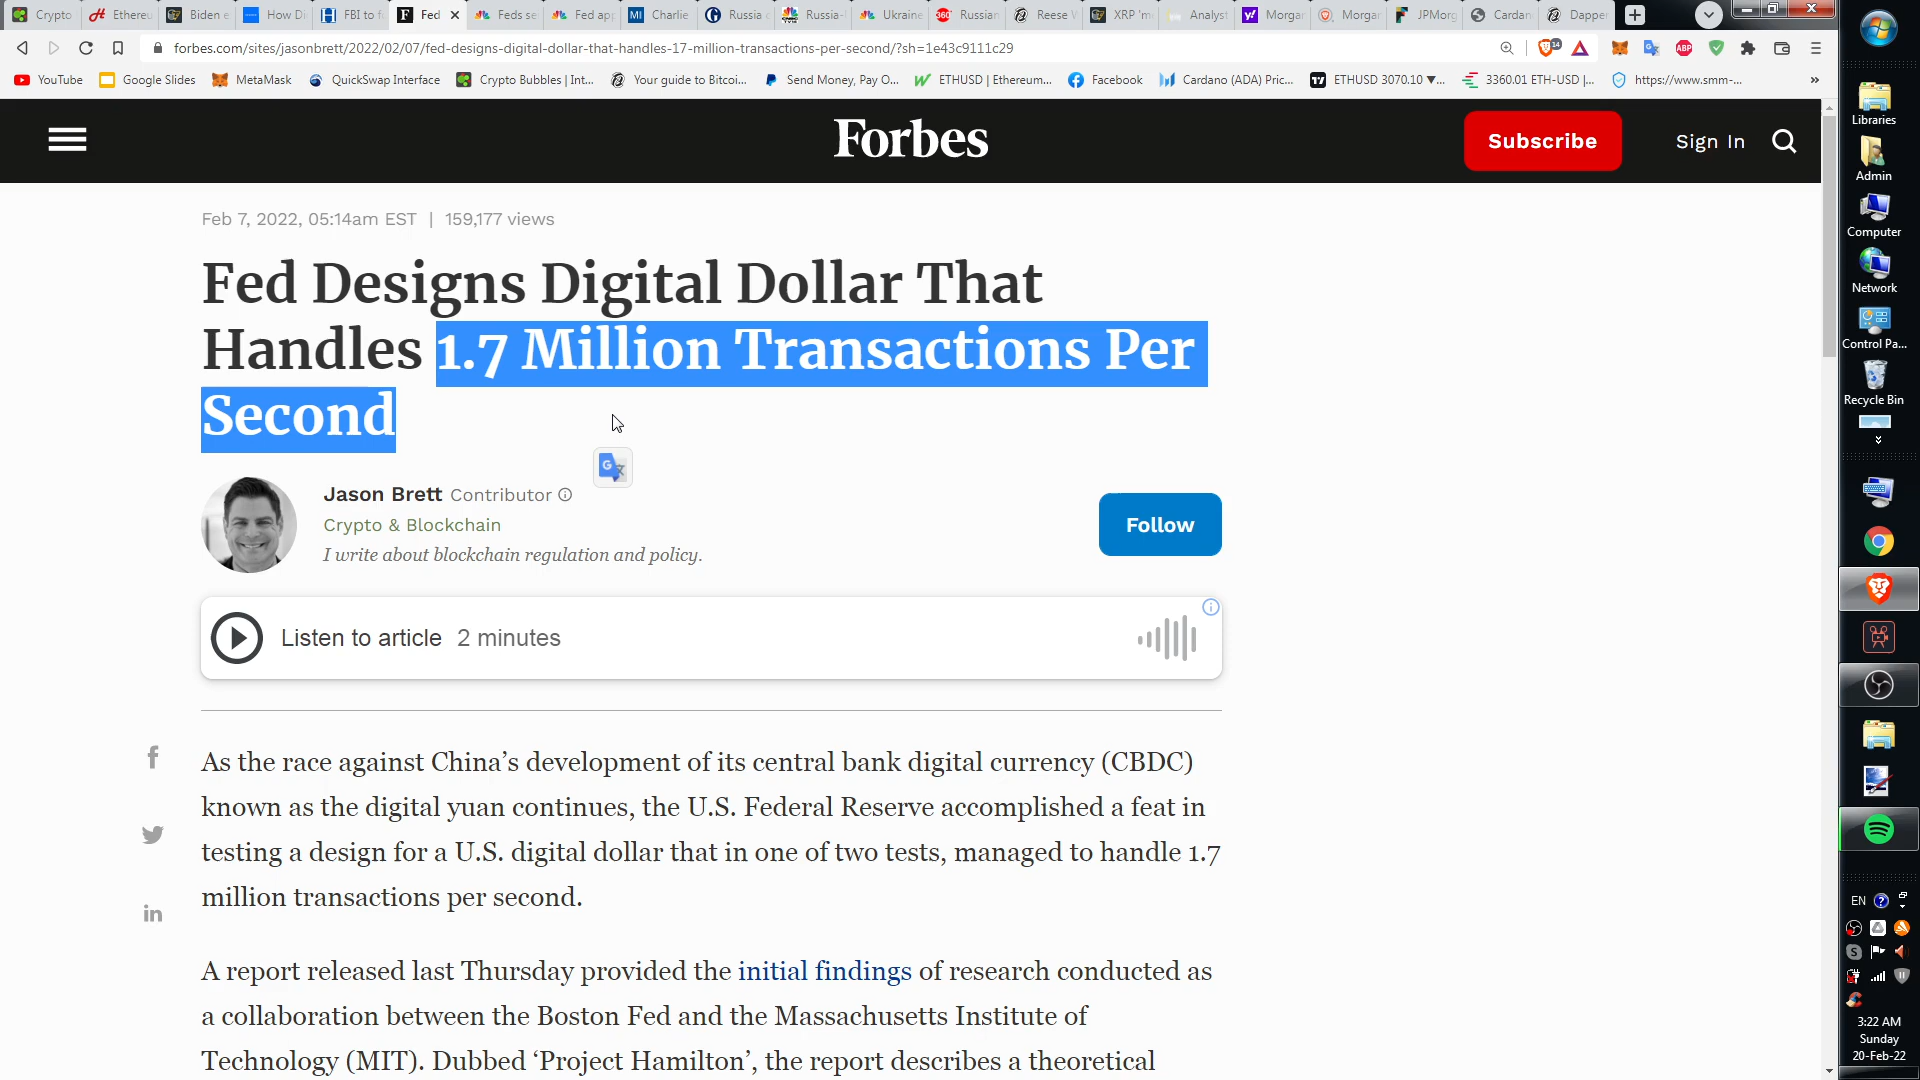 Crypto
Ethereu
Biden e
How Di
FBI to f
Fed
Feds se
Fed app
Charlie
Russia
Russia-
Ukraine
Russian
Reese W
XRP 'm
Analyst
Morgan
Morgan
JPMorg
Cardan
Dapper
forbes.com/sites/jasonbrett/2022/02/07/fed-designs-digital-dollar-that-handles-17-million-transactions-per-second/?sh=1e43c9111c29
14
ABP
YouTube
Google Slides
MetaMask
QuickSwap Interface
Crypto Bubbles | Int...
Your guide to Bitcoi...
Send Money, Pay O...
ETHUSD | Ethereum...
Facebook
Cardano (ADA) Pric...
ETHUSD 3070.10 ▼...
3360.01 ETH-USD |...
https://www.smm-...
»
Forbes
Subscribe
Sign In
Feb 7, 2022, 05:14am EST | 159,177 views
Fed Designs Digital Dollar That
Handles 1.7 Million Transactions Per
Second
Jason Brett Contributor
Crypto & Blockchain
I write about blockchain regulation and policy.
Follow
Listen to article 2 minutes
As the race against China’s development of its central bank digital currency (CBDC)
known as the digital yuan continues, the U.S. Federal Reserve accomplished a feat in
testing a design for a U.S. digital dollar that in one of two tests, managed to handle 1.7
million transactions per second.
A report released last Thursday provided the initial findings of research conducted as
a collaboration between the Boston Fed and the Massachusetts Institute of
Technology (MIT). Dubbed ‘Project Hamilton’, the report describes a theoretical
Libraries
Admin
Computer
Network
Control Pa...
Recycle Bin
EN
3:22 AM
Sunday
20-Feb-22